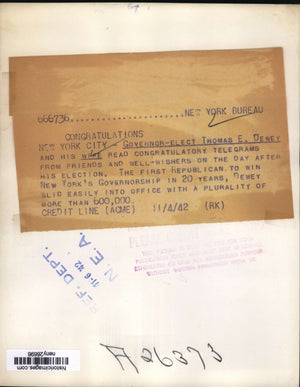 666736.......................NEW YORK BUREAU
CONGRATULATIONS
NEW YORK CITY - GOVERNOR-ELECT THOMAS E. DEWEY
AND HIS WIFE READ CONGRATULATORY TELEGRAMS
FROM FRIENDS AND WELL-WISHERS ON THE DAY AFTER
HIS ELECTION. THE FIRST REPUBLICAN TO WIN
NEW YORK'S GOVERNORSHIP IN 20 YEARS, DEWEY
SLID EASILY INTO OFFICE WITH A PLURALITY OF
MORE THAN 600,000.
CREDIT LINE (ACME) 11/4/42 (RK)
REF. DEPT.
11-6-'42
N. E. A.
A26373
historicimages.com